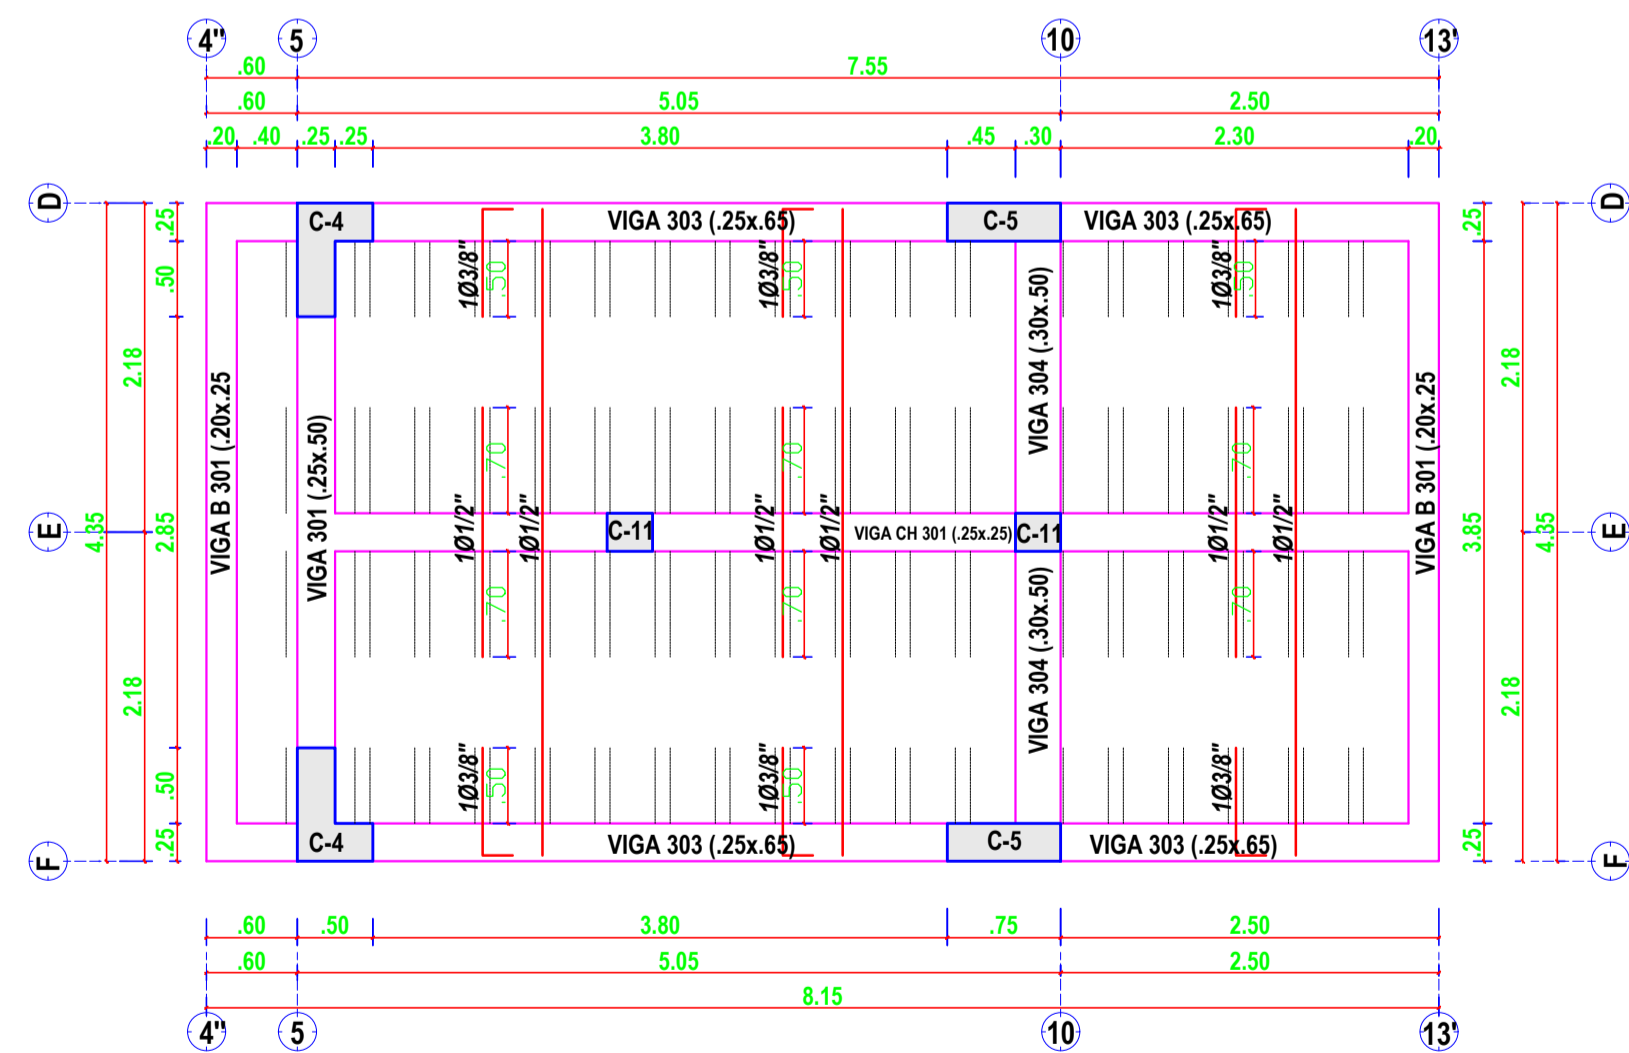 4" 5 10 13'
.60 7.55
.60 5.05 2.50
.20 .40 .25 .25 3.80 .45 .30 2.30 .20
D C-4 VIGA 303 (.25x.65) C-5 VIGA 303 (.25x.65) D
.25 .25
.50
1Ø3/8" .50 1Ø3/8" .50 1Ø3/8" .50
VIGA 304 (.30x.50)
2.18 2.18
VIGA B 301 (.20x.25
VIGA 301 (.25x.50)
VIGA B 301 (.20x.25
.70 .70 .70
1Ø1/2" 1Ø1/2" 1Ø1/2" 1Ø1/2" 1Ø1/2" 1Ø1/2"
E 4.35 2.85 C-11 VIGA CH 301 (.25x.25) C-11 3.85 4.35 E
.70 .70 .70
VIGA 304 (.30x.50)
2.18 2.18
1Ø3/8" .50 1Ø3/8" .50 1Ø3/8"
.50
.25 .25
F C-4 VIGA 303 (.25x.65) C-5 VIGA 303 (.25x.65) F
.60 .50 3.80 .75 2.50
.60 5.05 2.50
8.15
4" 5 10 13'